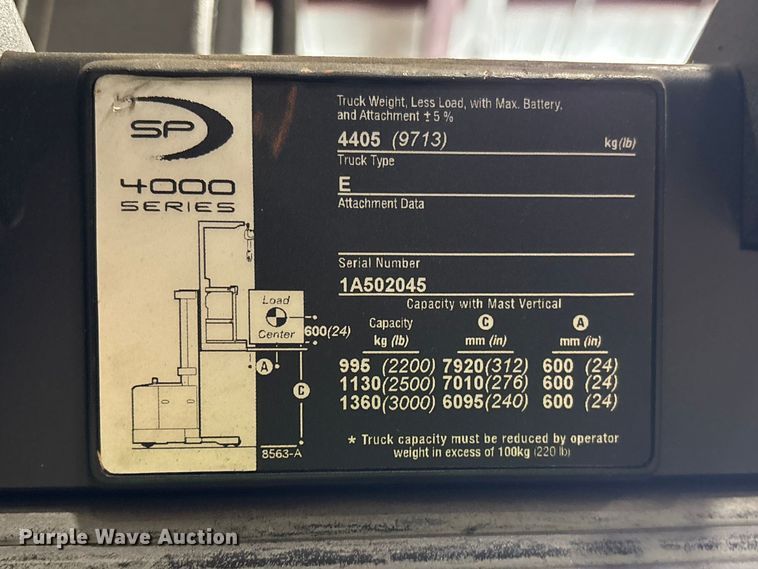 SP
4000
SERIES
Load
Center
600(24)
A
C
8563-A
Truck Weight, Less Load, with Max. Battery,
and Attachment ± 5 %
4405 (9713) kg(lb)
Truck Type
E
Attachment Data
Serial Number
1A502045
Capacity with Mast Vertical
Capacity C A
kg (lb) mm (in) mm (in)
995 (2200) 7920(312) 600 (24)
1130(2500) 7010(276) 600 (24)
1360(3000) 6095(240) 600 (24)
* Truck capacity must be reduced by operator
weight in excess of 100kg (220 lb)
Purple Wave Auction